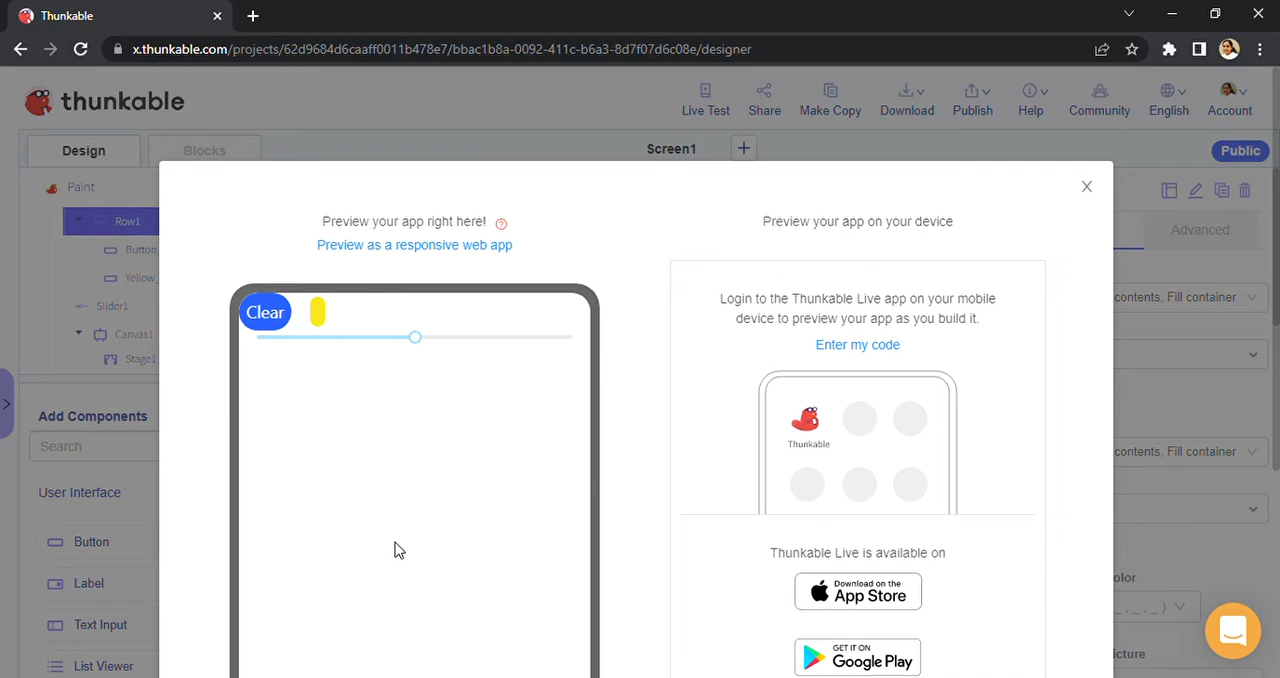 Thunkable
x.thunkable.com/projects/62d9684d6caaff0011b478e7/bbac1b8a-0092-411c-b6a3-8d7f07d6c08e/designer
thunkable
Live Test
Share
Make Copy
Download
Publish
Help
Community
English
Account
Design
Blocks
Screen1
Public
Paint
Row1
Button_
Yellow_
Slider1
Canvas1
Stage1
Add Components
Search
User Interface
Button
Label
Text Input
List Viewer
Preview your app right here!
Preview as a responsive web app
Clear
Preview your app on your device
Login to the Thunkable Live app on your mobile
device to preview your app as you build it.
Enter my code
Thunkable
Thunkable Live is available on
Download on the
App Store
GET IT ON
Google Play
Advanced
contents, Fill container
contents, Fill container
olor
_ , _ , _ )
icture